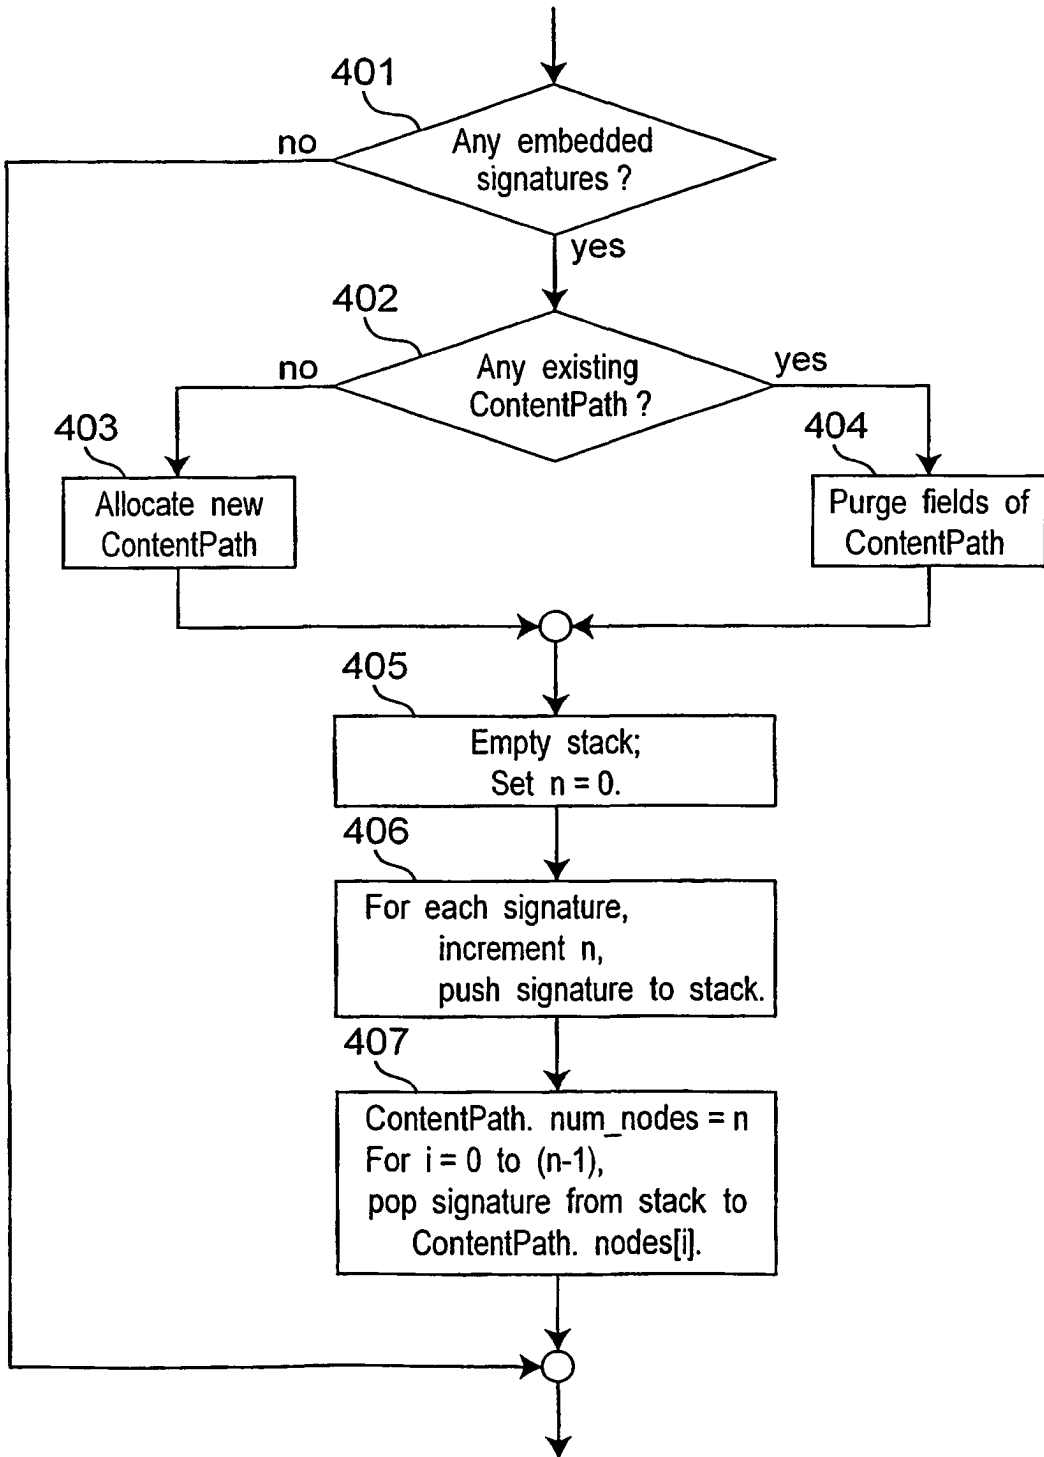 401
no
Any embedded
signatures ?
yes
402
no
Any existing
ContentPath ?
yes
403
Allocate new
ContentPath
404
Purge fields of
ContentPath
405
Empty stack;
Set n = 0.
406
For each signature,
increment n,
push signature to stack.
407
ContentPath. num_nodes = n
For i = 0 to (n-1),
pop signature from stack to
ContentPath. nodes[i].